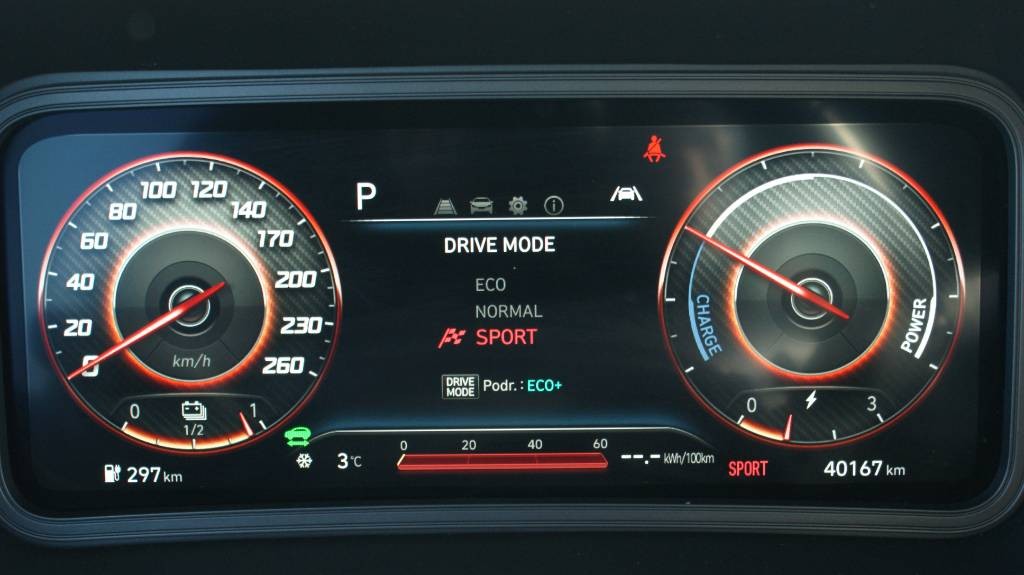 P
DRIVE MODE
ECO
NORMAL
SPORT
DRIVE MODE Podr. : ECO+
0 20 40 60 80 100 120 140 170 200 230 260
km/h
0 1
1/2
CHARGE
POWER
0 3
3°C
0 20 40 60
--.- kWh/100km
297 km
SPORT
40167 km